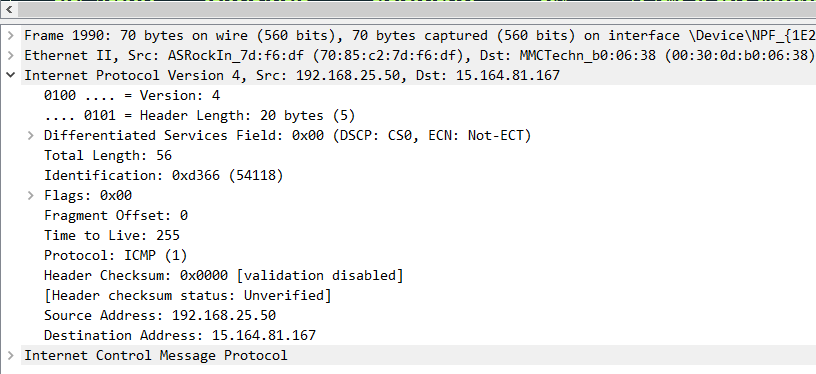 Frame 1990: 70 bytes on wire (560 bits), 70 bytes captured (560 bits) on interface \Device\NPF_{1E2
Ethernet II, Src: ASRockIn_7d:f6:df (70:85:c2:7d:f6:df), Dst: MMCTechn_b0:06:38 (00:30:0d:b0:06:38)
Internet Protocol Version 4, Src: 192.168.25.50, Dst: 15.164.81.167
0100 .... = Version: 4
.... 0101 = Header Length: 20 bytes (5)
Differentiated Services Field: 0x00 (DSCP: CS0, ECN: Not-ECT)
Total Length: 56
Identification: 0xd366 (54118)
Flags: 0x00
Fragment Offset: 0
Time to Live: 255
Protocol: ICMP (1)
Header Checksum: 0x0000 [validation disabled]
[Header checksum status: Unverified]
Source Address: 192.168.25.50
Destination Address: 15.164.81.167
Internet Control Message Protocol